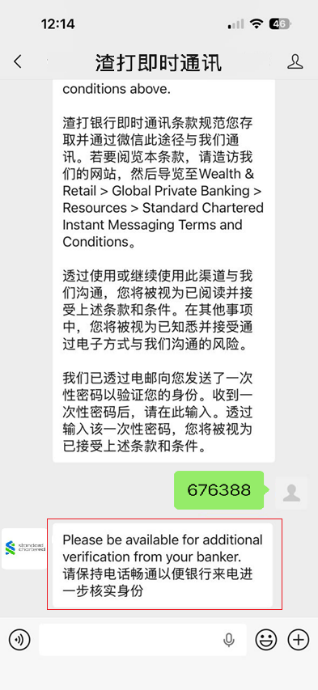 12:14
46
渣打即时通讯
conditions above.
渣打银行即时通讯条款规范您存
取并通过微信此途径与我们通
讯。若要阅览本条款，请造访我
们的网站，然后导览至Wealth &
Retail > Global Private Banking >
Resources > Standard Chartered
Instant Messaging Terms and
Conditions。
透过使用或继续使用此渠道与我
们沟通，您将被视为已阅读并接
受上述条款和条件。在其他事项
中，您将被视为已知悉并接受通
过电子方式与我们沟通的风险。
我们已透过电邮向您发送了一次
性密码以验证您的身份。收到一
次性密码后，请在此输入。透过
输入该一次性密码，您将被视为
已接受上述条款和条件。
676388
standard
chartered
Please be available for additional
verification from your banker.
请保持电话畅通以便银行来电进
一步核实身份